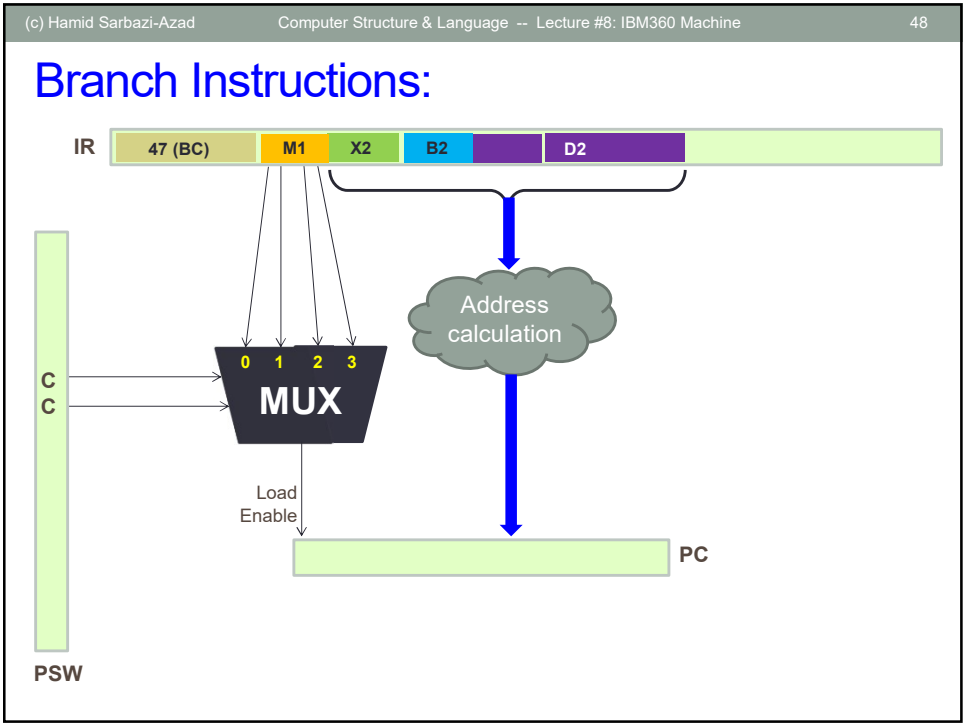 (c) Hamid Sarbazi-Azad Computer Structure & Language -- Lecture #8: IBM360 Machine 48
Branch Instructions:
IR 47 (BC) M1 X2 B2 D2
Address
calculation
0 1 2 3
C
C
MUX
Load
Enable
PC
PSW